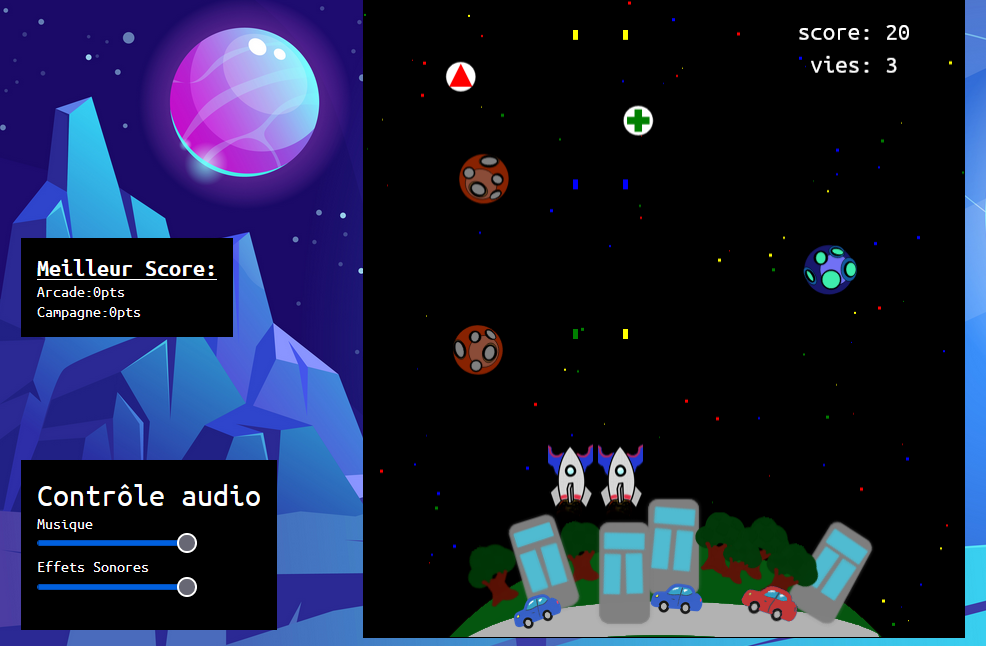 score: 20
vies: 3
Meilleur Score:
Arcade:0pts
Campagne:0pts
Contrôle audio
Musique
Effets Sonores